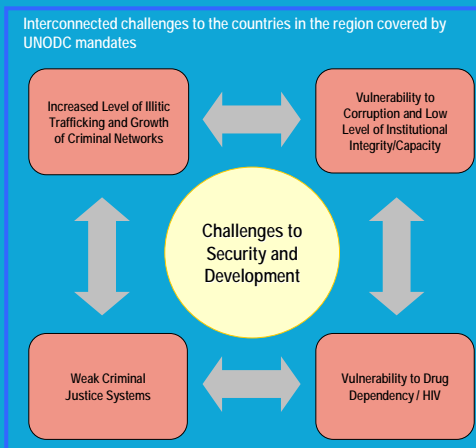 Interconnected challenges to the countries in the region covered by
UNODC mandates
Increased Level of Illitic
Trafficking and Growth
of Criminal Networks
Vulnerability to
Corruption and Low
Level of Institutional
Integrity/Capacity
Challenges to
Security and
Development
Weak Criminal
Justice Systems
Vulnerability to Drug
Dependency / HIV